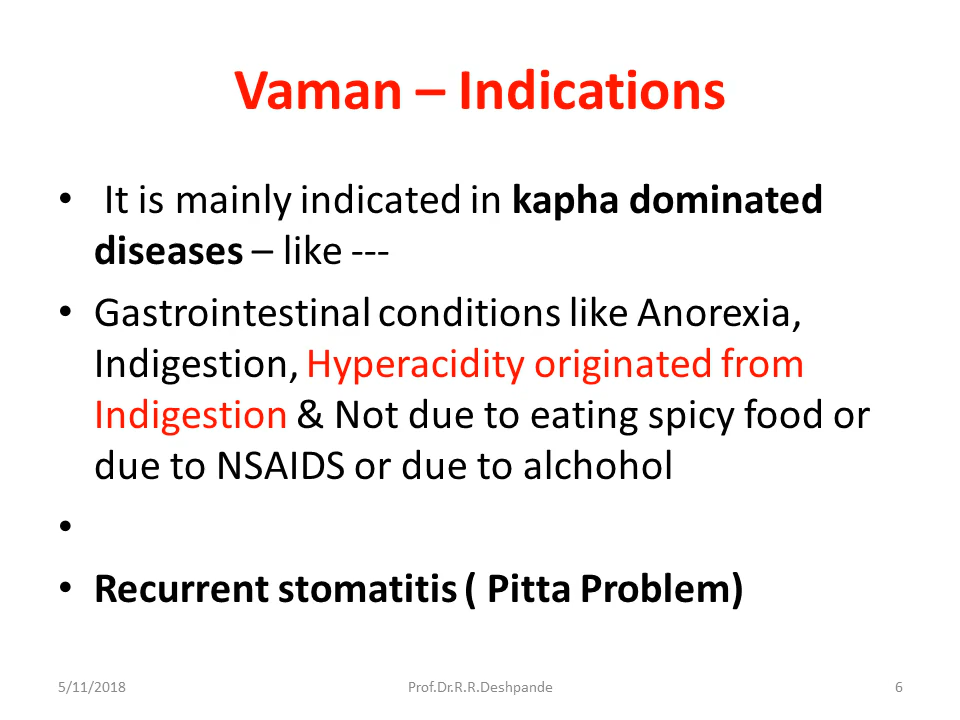 Vaman – Indications
• It is mainly indicated in kapha dominated
diseases – like ---
• Gastrointestinal conditions like Anorexia,
Indigestion, Hyperacidity originated from
Indigestion & Not due to eating spicy food or
due to NSAIDS or due to alchohol
•
• Recurrent stomatitis ( Pitta Problem)
5/11/2018 Prof.Dr.R.R.Deshpande 6